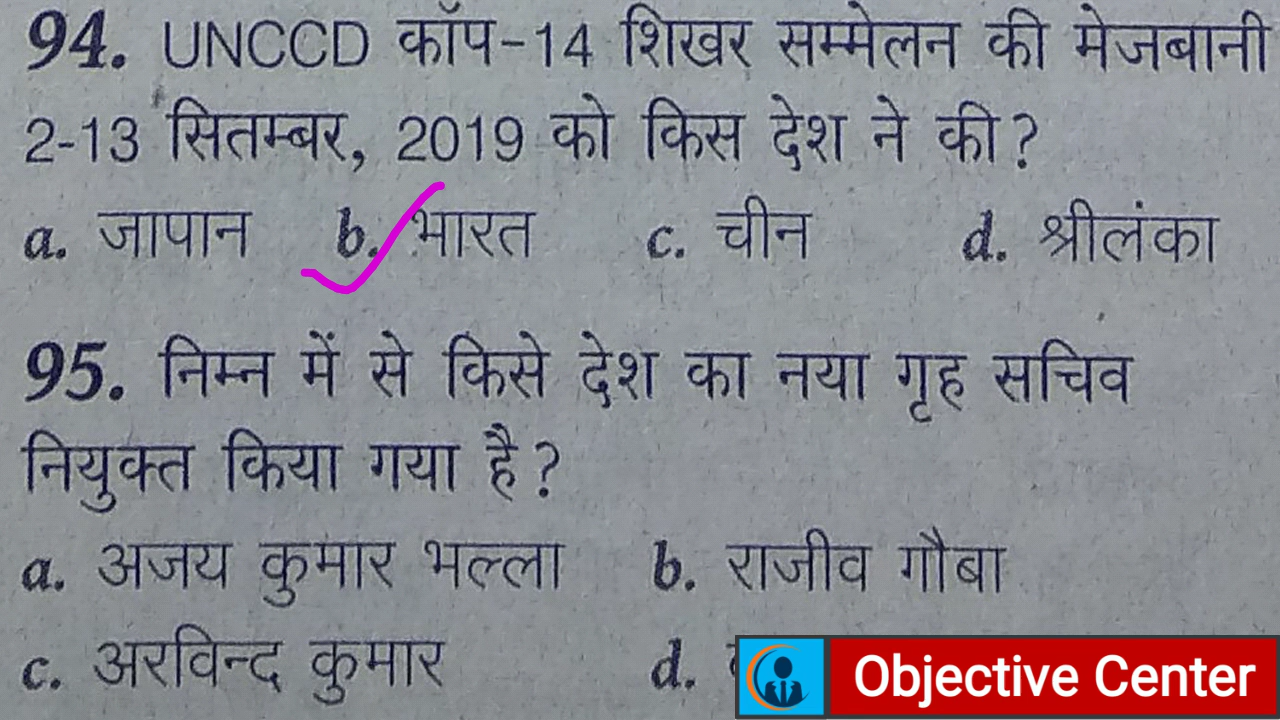 94. UNCCD कॉप-14 शिखर सम्मेलन की मेजबानी
2-13 सितम्बर, 2019 को किस देश ने की?
a. जापान b. भारत c. चीन d. श्रीलंका
95. निम्न में से किसे देश का नया गृह सचिव
नियुक्त किया गया है?
a. अजय कुमार भल्ला b. राजीव गौबा
c. अरविन्द कुमार d.
Objective Center